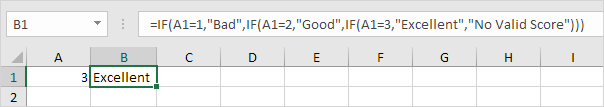 B1 =IF(A1=1,"Bad",IF(A1=2,"Good",IF(A1=3,"Excellent","No Valid Score")))
A B C D E F G H I
1 3 Excellent
2